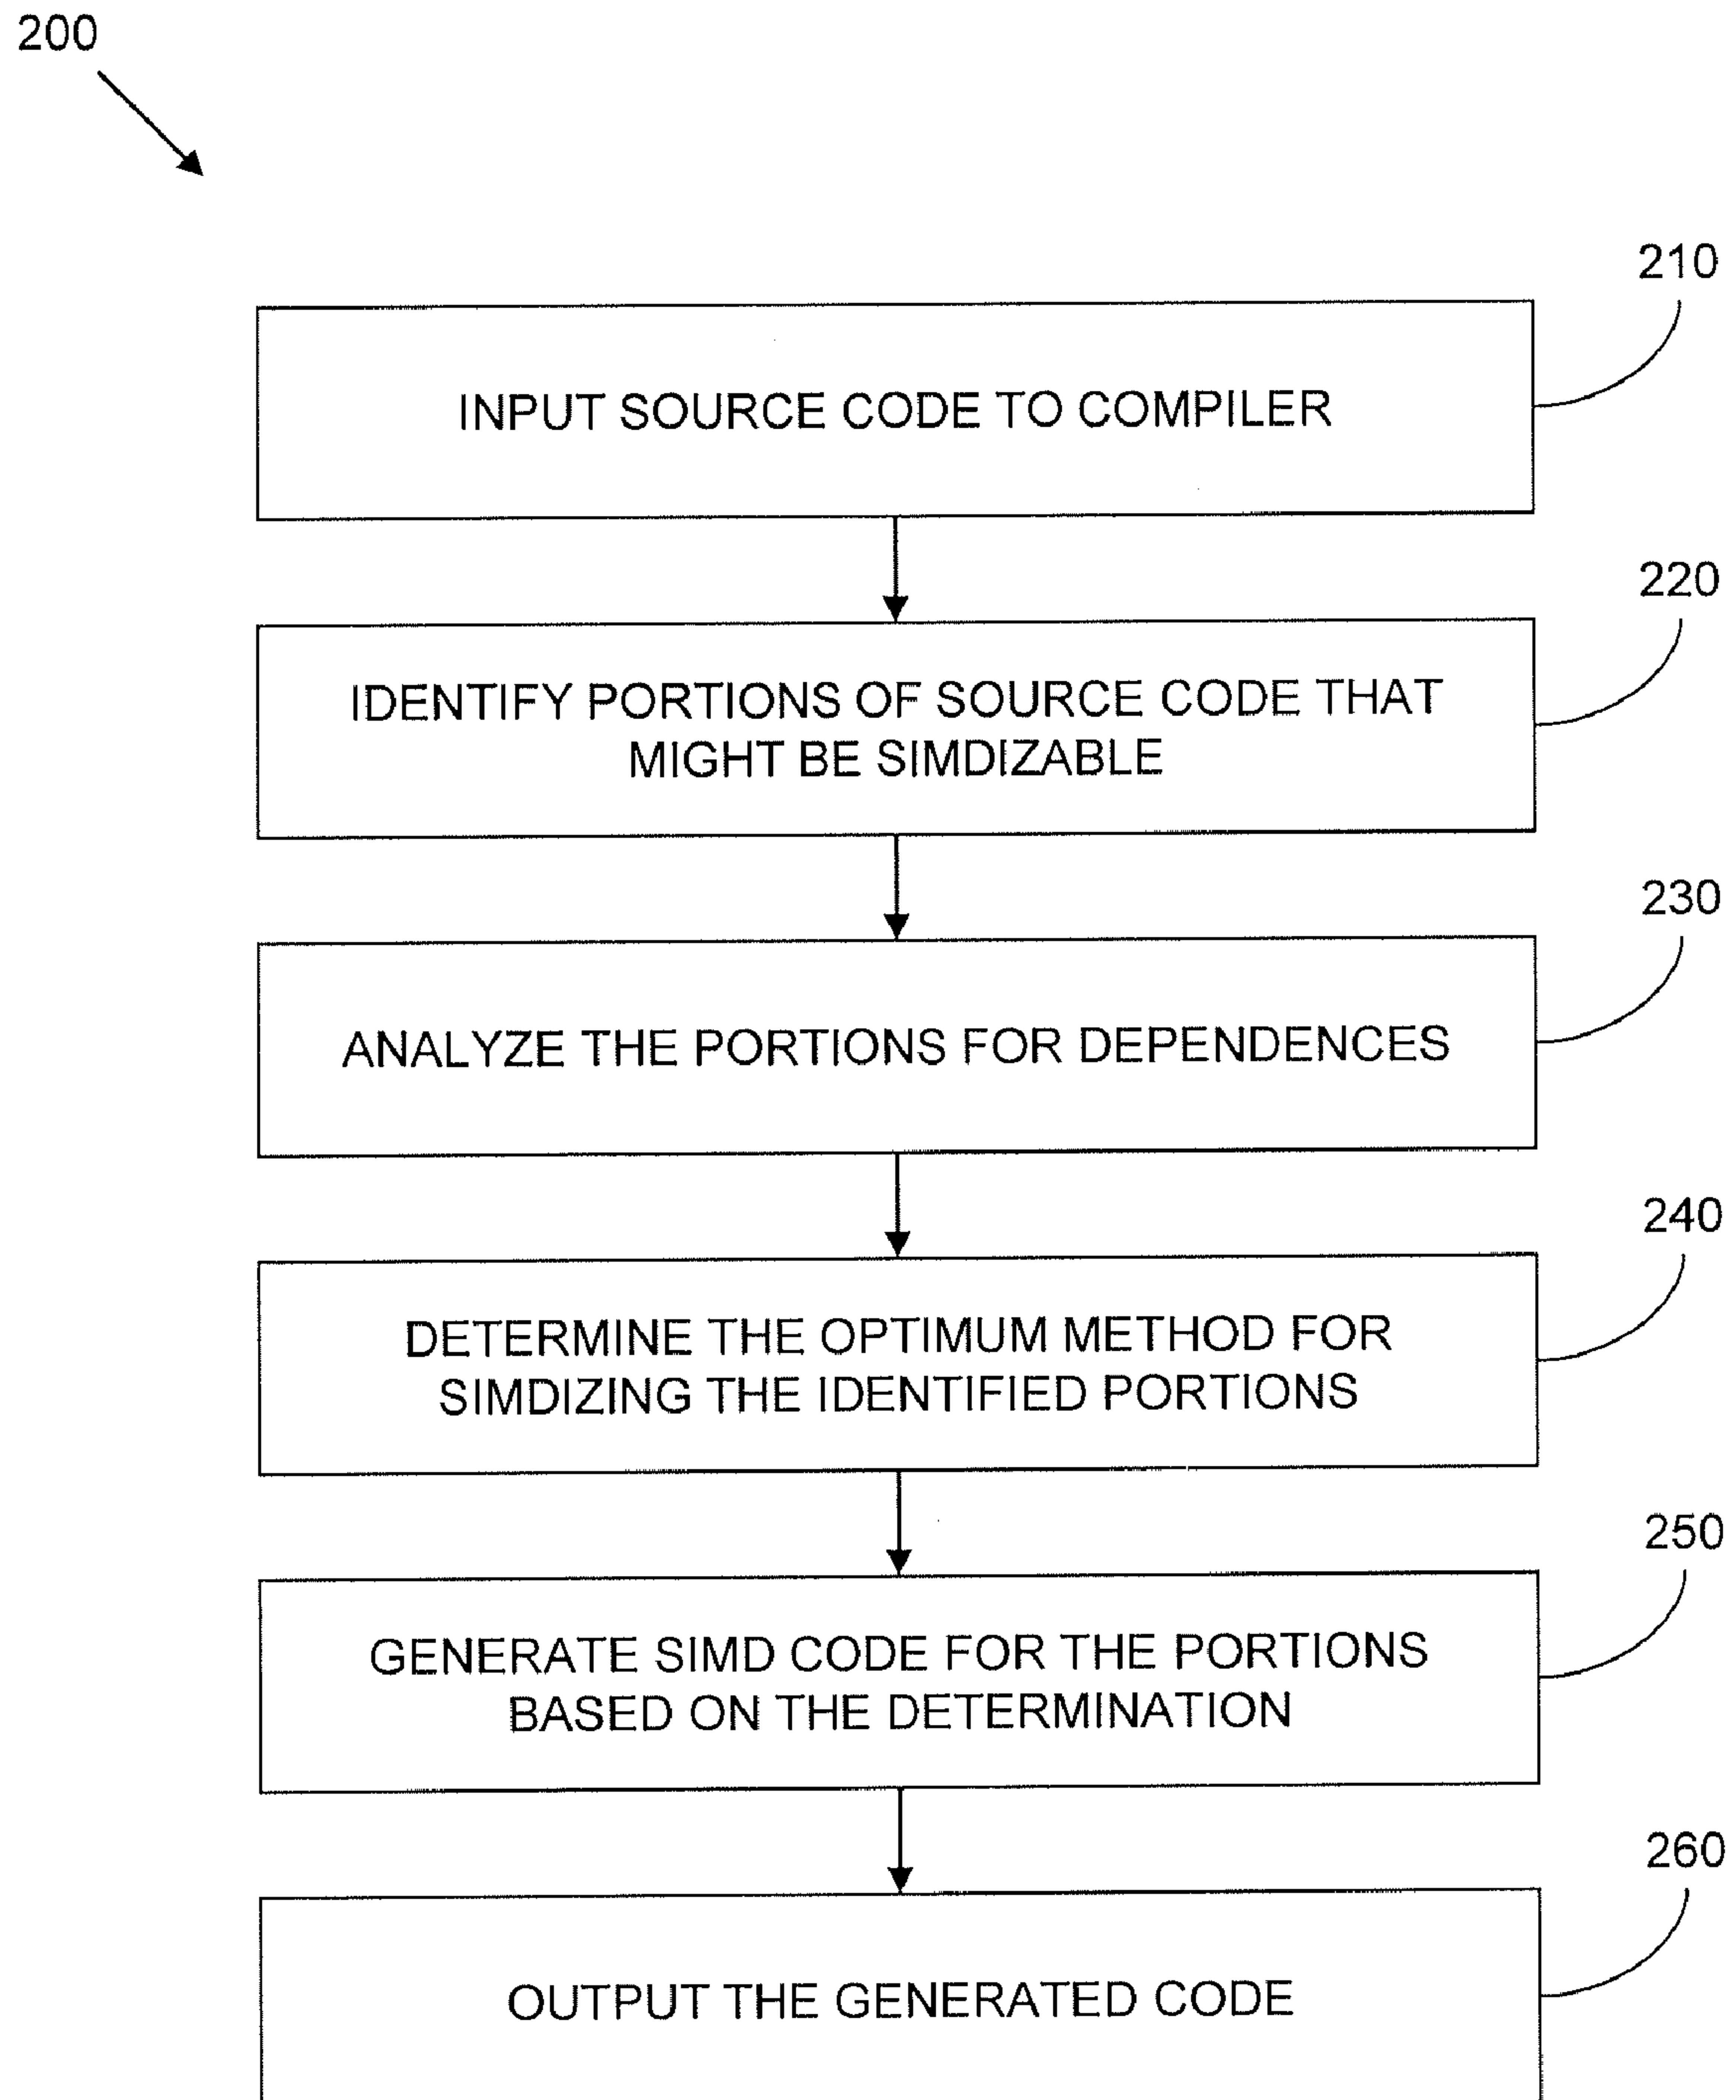 200
210
INPUT SOURCE CODE TO COMPILER
220
IDENTIFY PORTIONS OF SOURCE CODE THAT
MIGHT BE SIMDIZABLE
230
ANALYZE THE PORTIONS FOR DEPENDENCES
240
DETERMINE THE OPTIMUM METHOD FOR
SIMDIZING THE IDENTIFIED PORTIONS
250
GENERATE SIMD CODE FOR THE PORTIONS
BASED ON THE DETERMINATION
260
OUTPUT THE GENERATED CODE